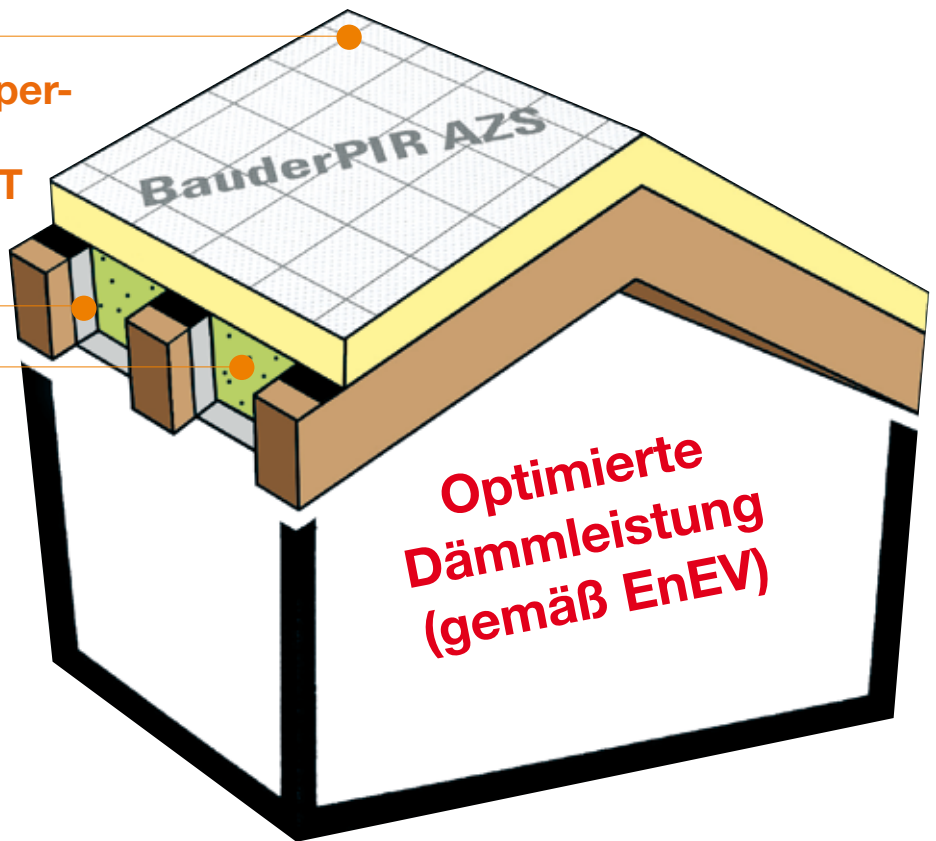 per-
T
BauderPIR AZS
Optimierte
Dämmleistung
(gemäß EnEV)